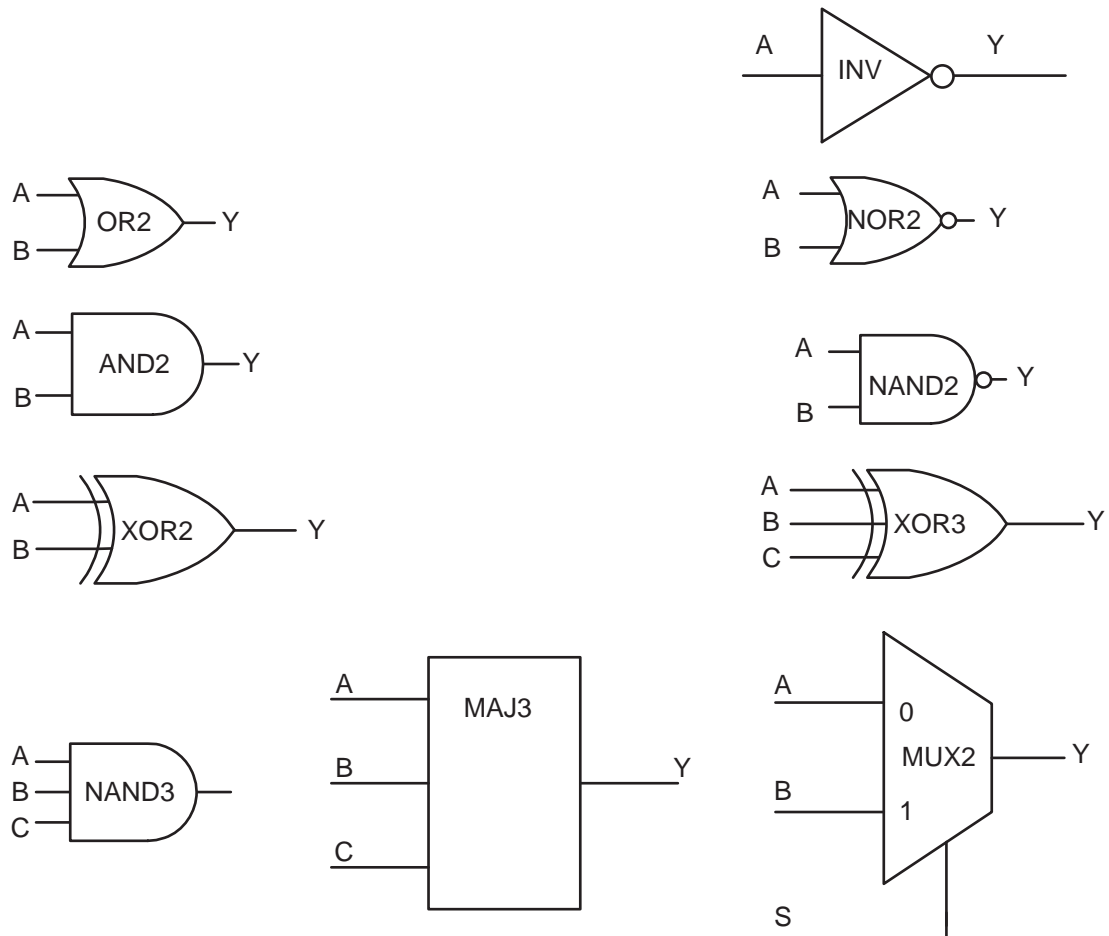 A INV Y
A OR2 Y
B
A NOR2 Y
B
A AND2 Y
B
A NAND2 Y
B
A XOR2 Y
B
A XOR3 Y
B
C
A NAND3
B
C
A MAJ3
B Y
C
A 0
MUX2 Y
B 1
S